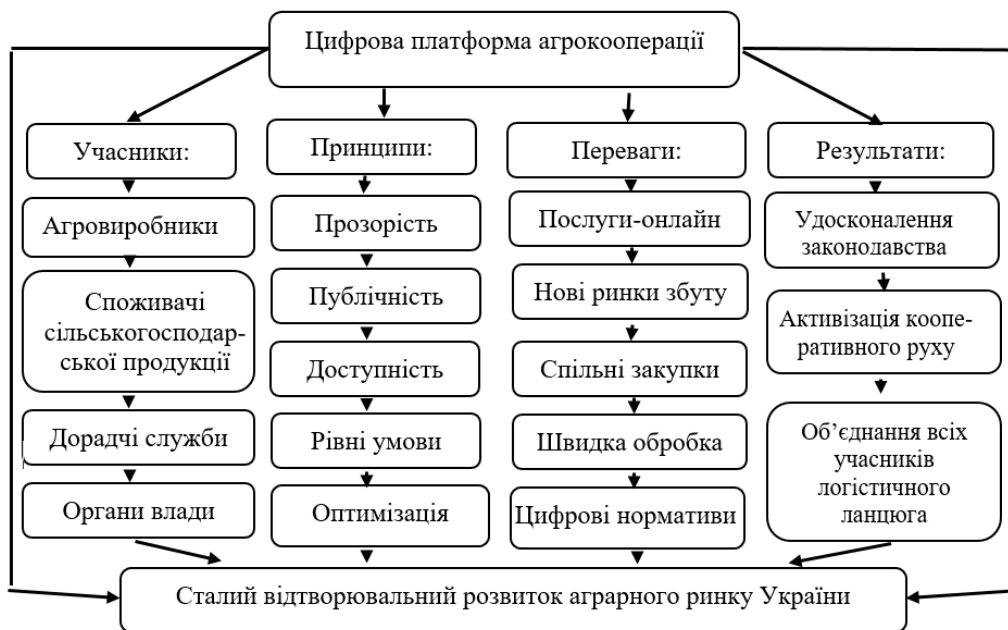 Цифрова платформа агрокооперації
Учасники:
Агровиробники
Споживачі
сільськогосподар-
ської продукції
Дорадчі служби
Органи влади
Принципи:
Прозорість
Публічність
Доступність
Рівні умови
Оптимізація
Переваги:
Послуги-онлайн
Нові ринки збуту
Спільні закупки
Швидка обробка
Цифрові нормативи
Результати:
Удосконалення
законодавства
Активізація коопе-
ративного руху
Об’єднання всіх
учасників
логістичного
ланцюга
Сталий відтворювальний розвиток аграрного ринку України